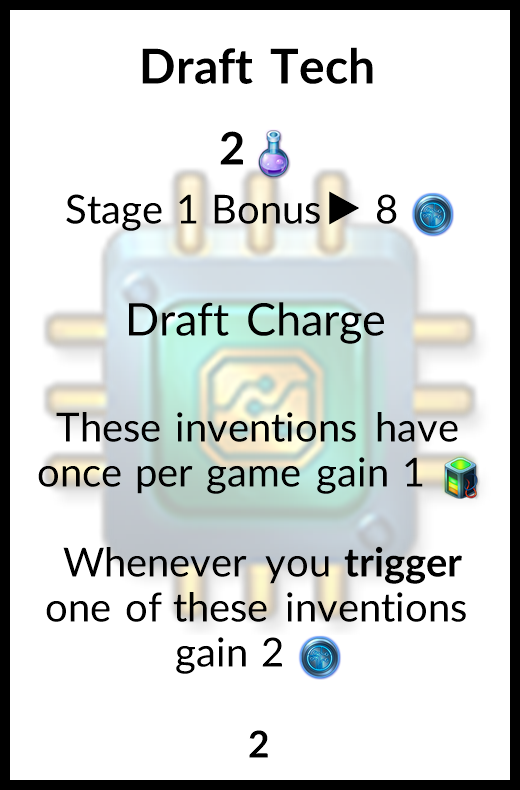 Draft Tech
2
Stage 1 Bonus▶ 8
Draft Charge
These inventions have
once per game gain 1
Whenever you trigger
one of these inventions
gain 2
2